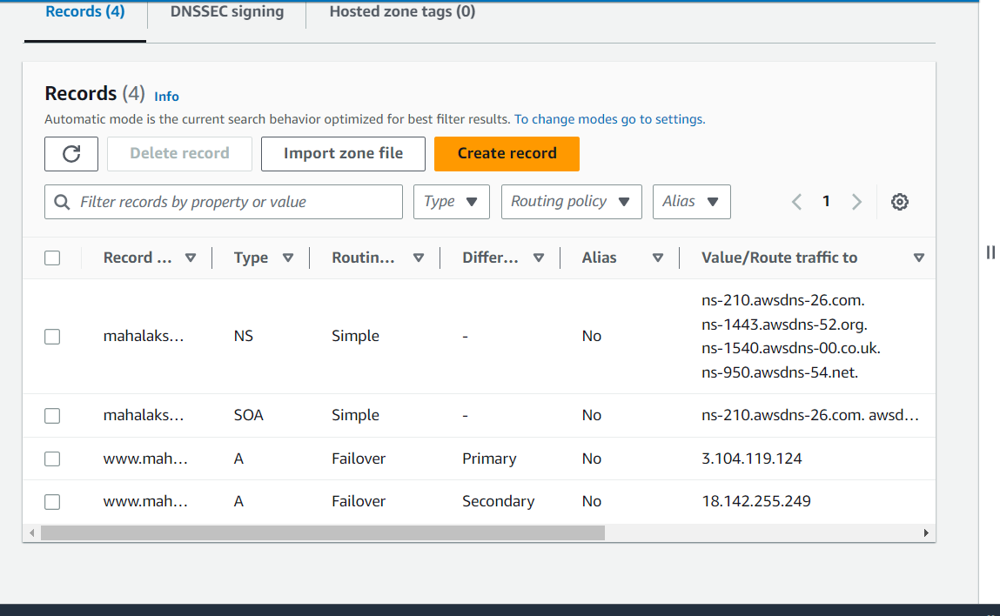 Records (4) DNSSEC signing Hosted zone tags (0)
Records (4) Info
Automatic mode is the current search behavior optimized for best filter results. To change modes go to settings.
Delete record Import zone file Create record
Filter records by property or value Type Routing policy Alias 1
Record ... Type Routin... Differ... Alias Value/Route traffic to
mahalaks... NS Simple - No ns-210.awsdns-26.com.
ns-1443.awsdns-52.org.
ns-1540.awsdns-00.co.uk.
ns-950.awsdns-54.net.
mahalaks... SOA Simple - No ns-210.awsdns-26.com. awsd...
www.mah... A Failover Primary No 3.104.119.124
www.mah... A Failover Secondary No 18.142.255.249